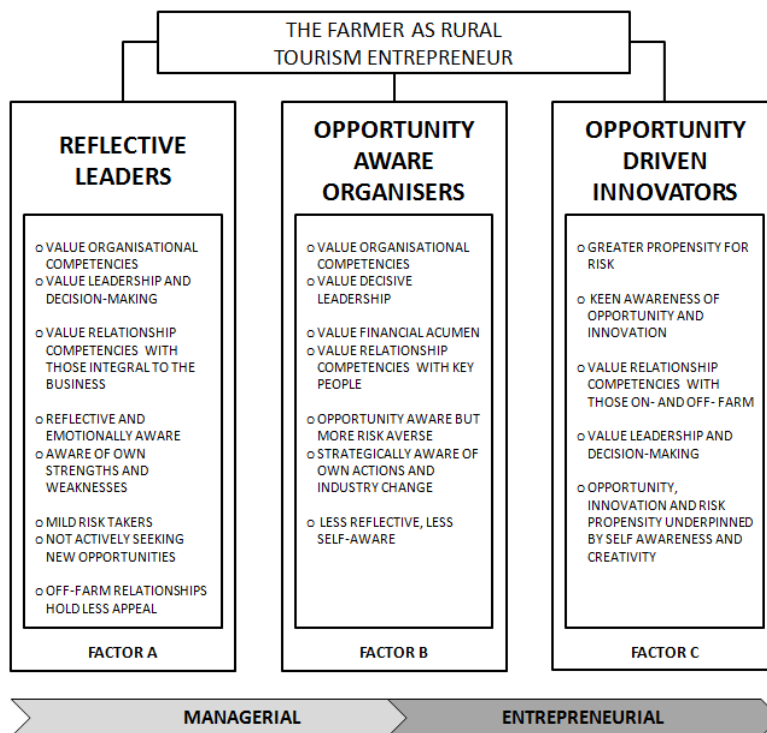 THE FARMER AS RURAL
TOURISM ENTREPRENEUR
REFLECTIVE
LEADERS
o VALUE ORGANISATIONAL
COMPETENCIES
o VALUE LEADERSHIP AND
DECISION-MAKING
o VALUE RELATIONSHIP
COMPETENCIES WITH
THOSE INTEGRAL TO THE
BUSINESS
o REFLECTIVE AND
EMOTIONALLY AWARE
o AWARE OF OWN
STRENGTHS AND
WEAKNESSES
o MILD RISK TAKERS
o NOT ACTIVELY SEEKING
NEW OPPORTUNITIES
o OFF-FARM RELATIONSHIPS
HOLD LESS APPEAL
FACTOR A
OPPORTUNITY
AWARE
ORGANISERS
o VALUE ORGANISATIONAL
COMPETENCIES
o VALUE DECISIVE
LEADERSHIP
o VALUE FINANCIAL ACUMEN
o VALUE RELATIONSHIP
COMPETENCIES WITH KEY
PEOPLE
o OPPORTUNITY AWARE BUT
MORE RISK AVERSE
o STRATEGICALLY AWARE OF
OWN ACTIONS AND
INDUSTRY CHANGE
o LESS REFLECTIVE, LESS
SELF-AWARE
FACTOR B
OPPORTUNITY
DRIVEN
INNOVATORS
o GREATER PROPENSITY FOR
RISK
o KEEN AWARENESS OF
OPPORTUNITY AND
INNOVATION
o VALUE RELATIONSHIP
COMPETENCIES WITH
THOSE ON- AND OFF- FARM
o VALUE LEADERSHIP AND
DECISION-MAKING
o OPPORTUNITY,
INNOVATION AND RISK
PROPENSITY UNDERPINNED
BY SELF AWARENESS AND
CREATIVITY
FACTOR C
MANAGERIAL
ENTREPRENEURIAL